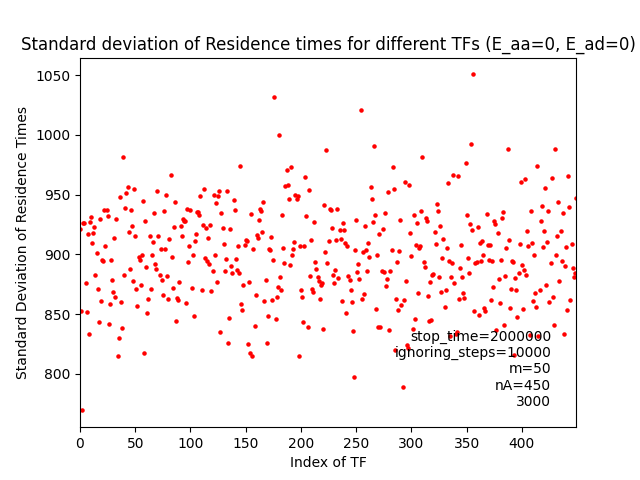 Standard deviation of Residence times for different TFs (E_aa=0, E_ad=0)
Standard Deviation of Residence Times
1050
1000
950
900
850
800
stop_time=2000000
ignoring_steps=10000
m=50
nA=450
3000
0 50 100 150 200 250 300 350 400
Index of TF